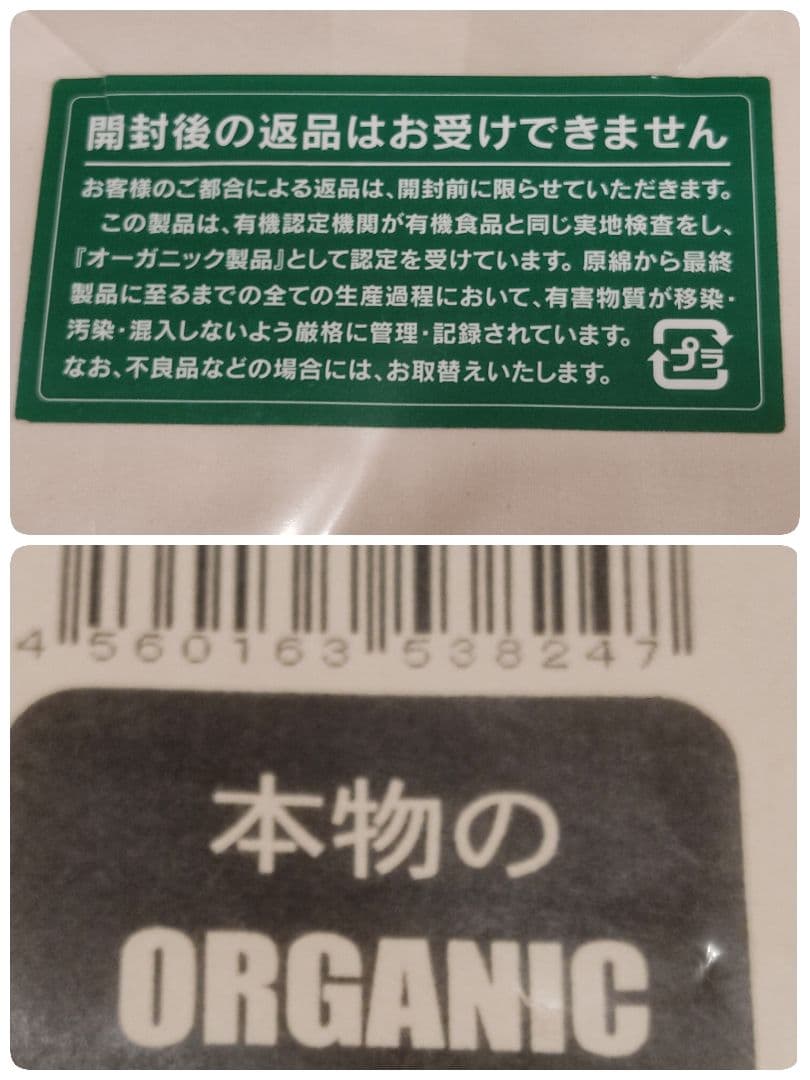 開封後の返品はお受けできません
お客様のご都合による返品は、開封前に限らせていただきます。
この製品は、有機認定機関が有機食品と同じ実地検査をし、
『オーガニック製品』として認定を受けています。原綿から最終
製品に至るまでの全ての生産過程において、有害物質が移染・
汚染・混入しないよう厳格に管理・記録されています。
なお、不良品などの場合には、お取替えいたします。
プラ
4 560163 538247
本物の
ORGANIC